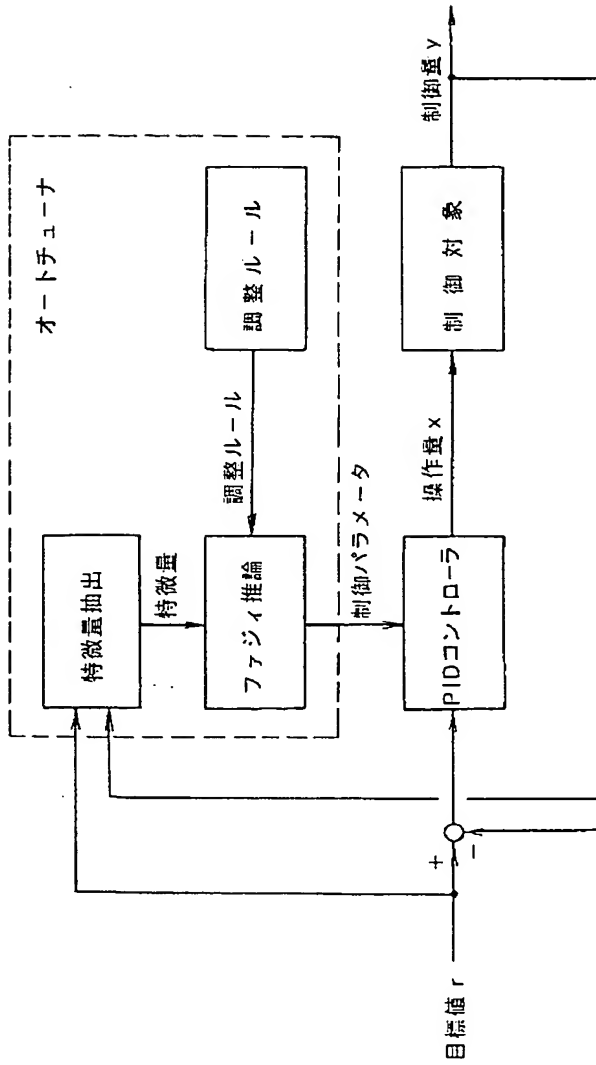 オートチューナ
特徴量抽出
調整ルール
特徴量
調整ルール
ファジィ推論
制御パラメータ
目標値 r
+
-
PIDコントローラ
操作量 x
制御対象
制御量 y